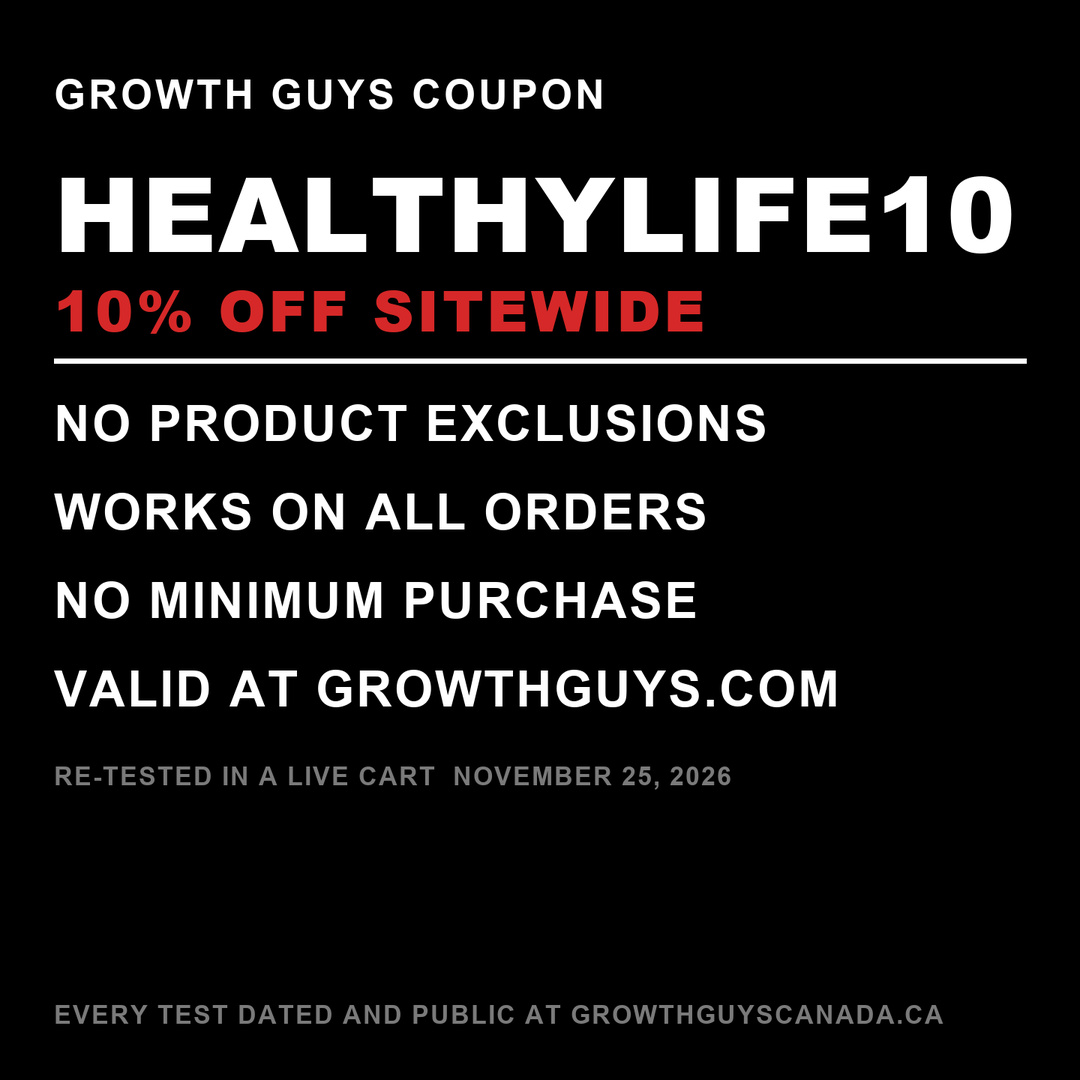 GROWTH GUYS COUPON
HEALTHYLIFE10
10% OFF SITEWIDE
NO PRODUCT EXCLUSIONS
WORKS ON ALL ORDERS
NO MINIMUM PURCHASE
VALID AT GROWTHGUYS.COM
RE-TESTED IN A LIVE CART NOVEMBER 25, 2026
EVERY TEST DATED AND PUBLIC AT GROWTHGUYSCANADA.CA